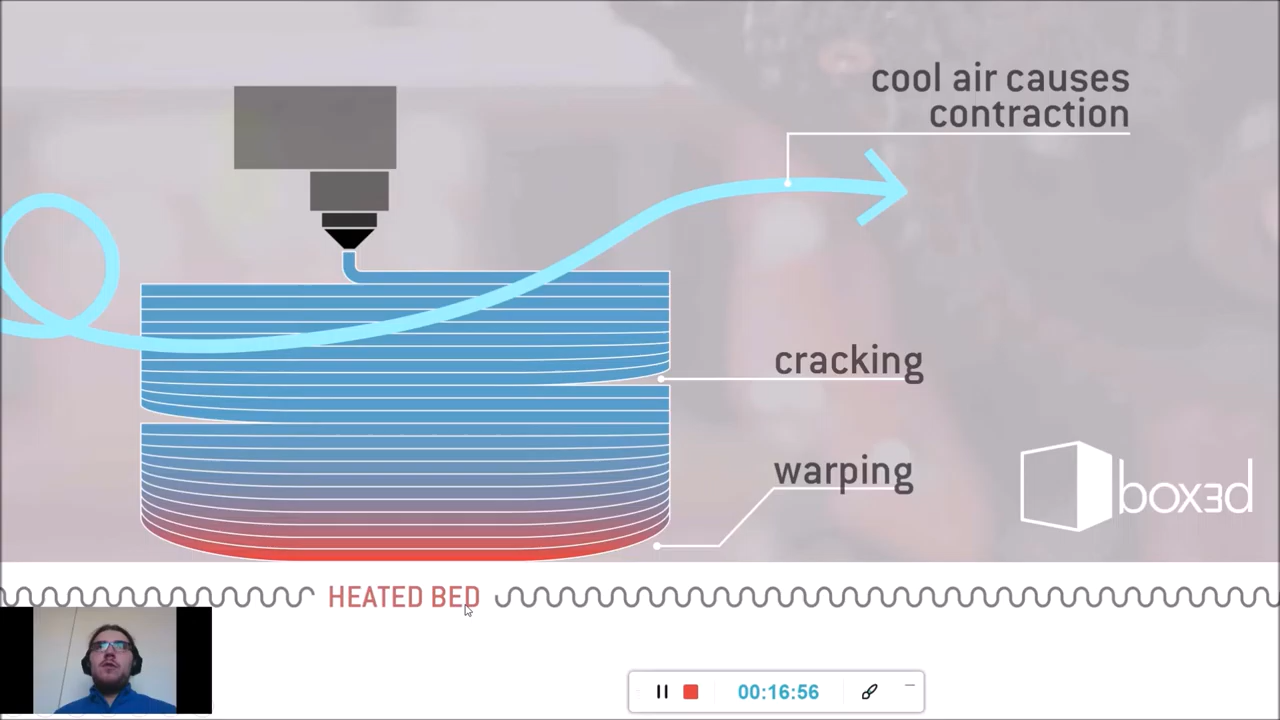 cool air causes
contraction
cracking
warping
box3d
HEATED BED
00:16:56